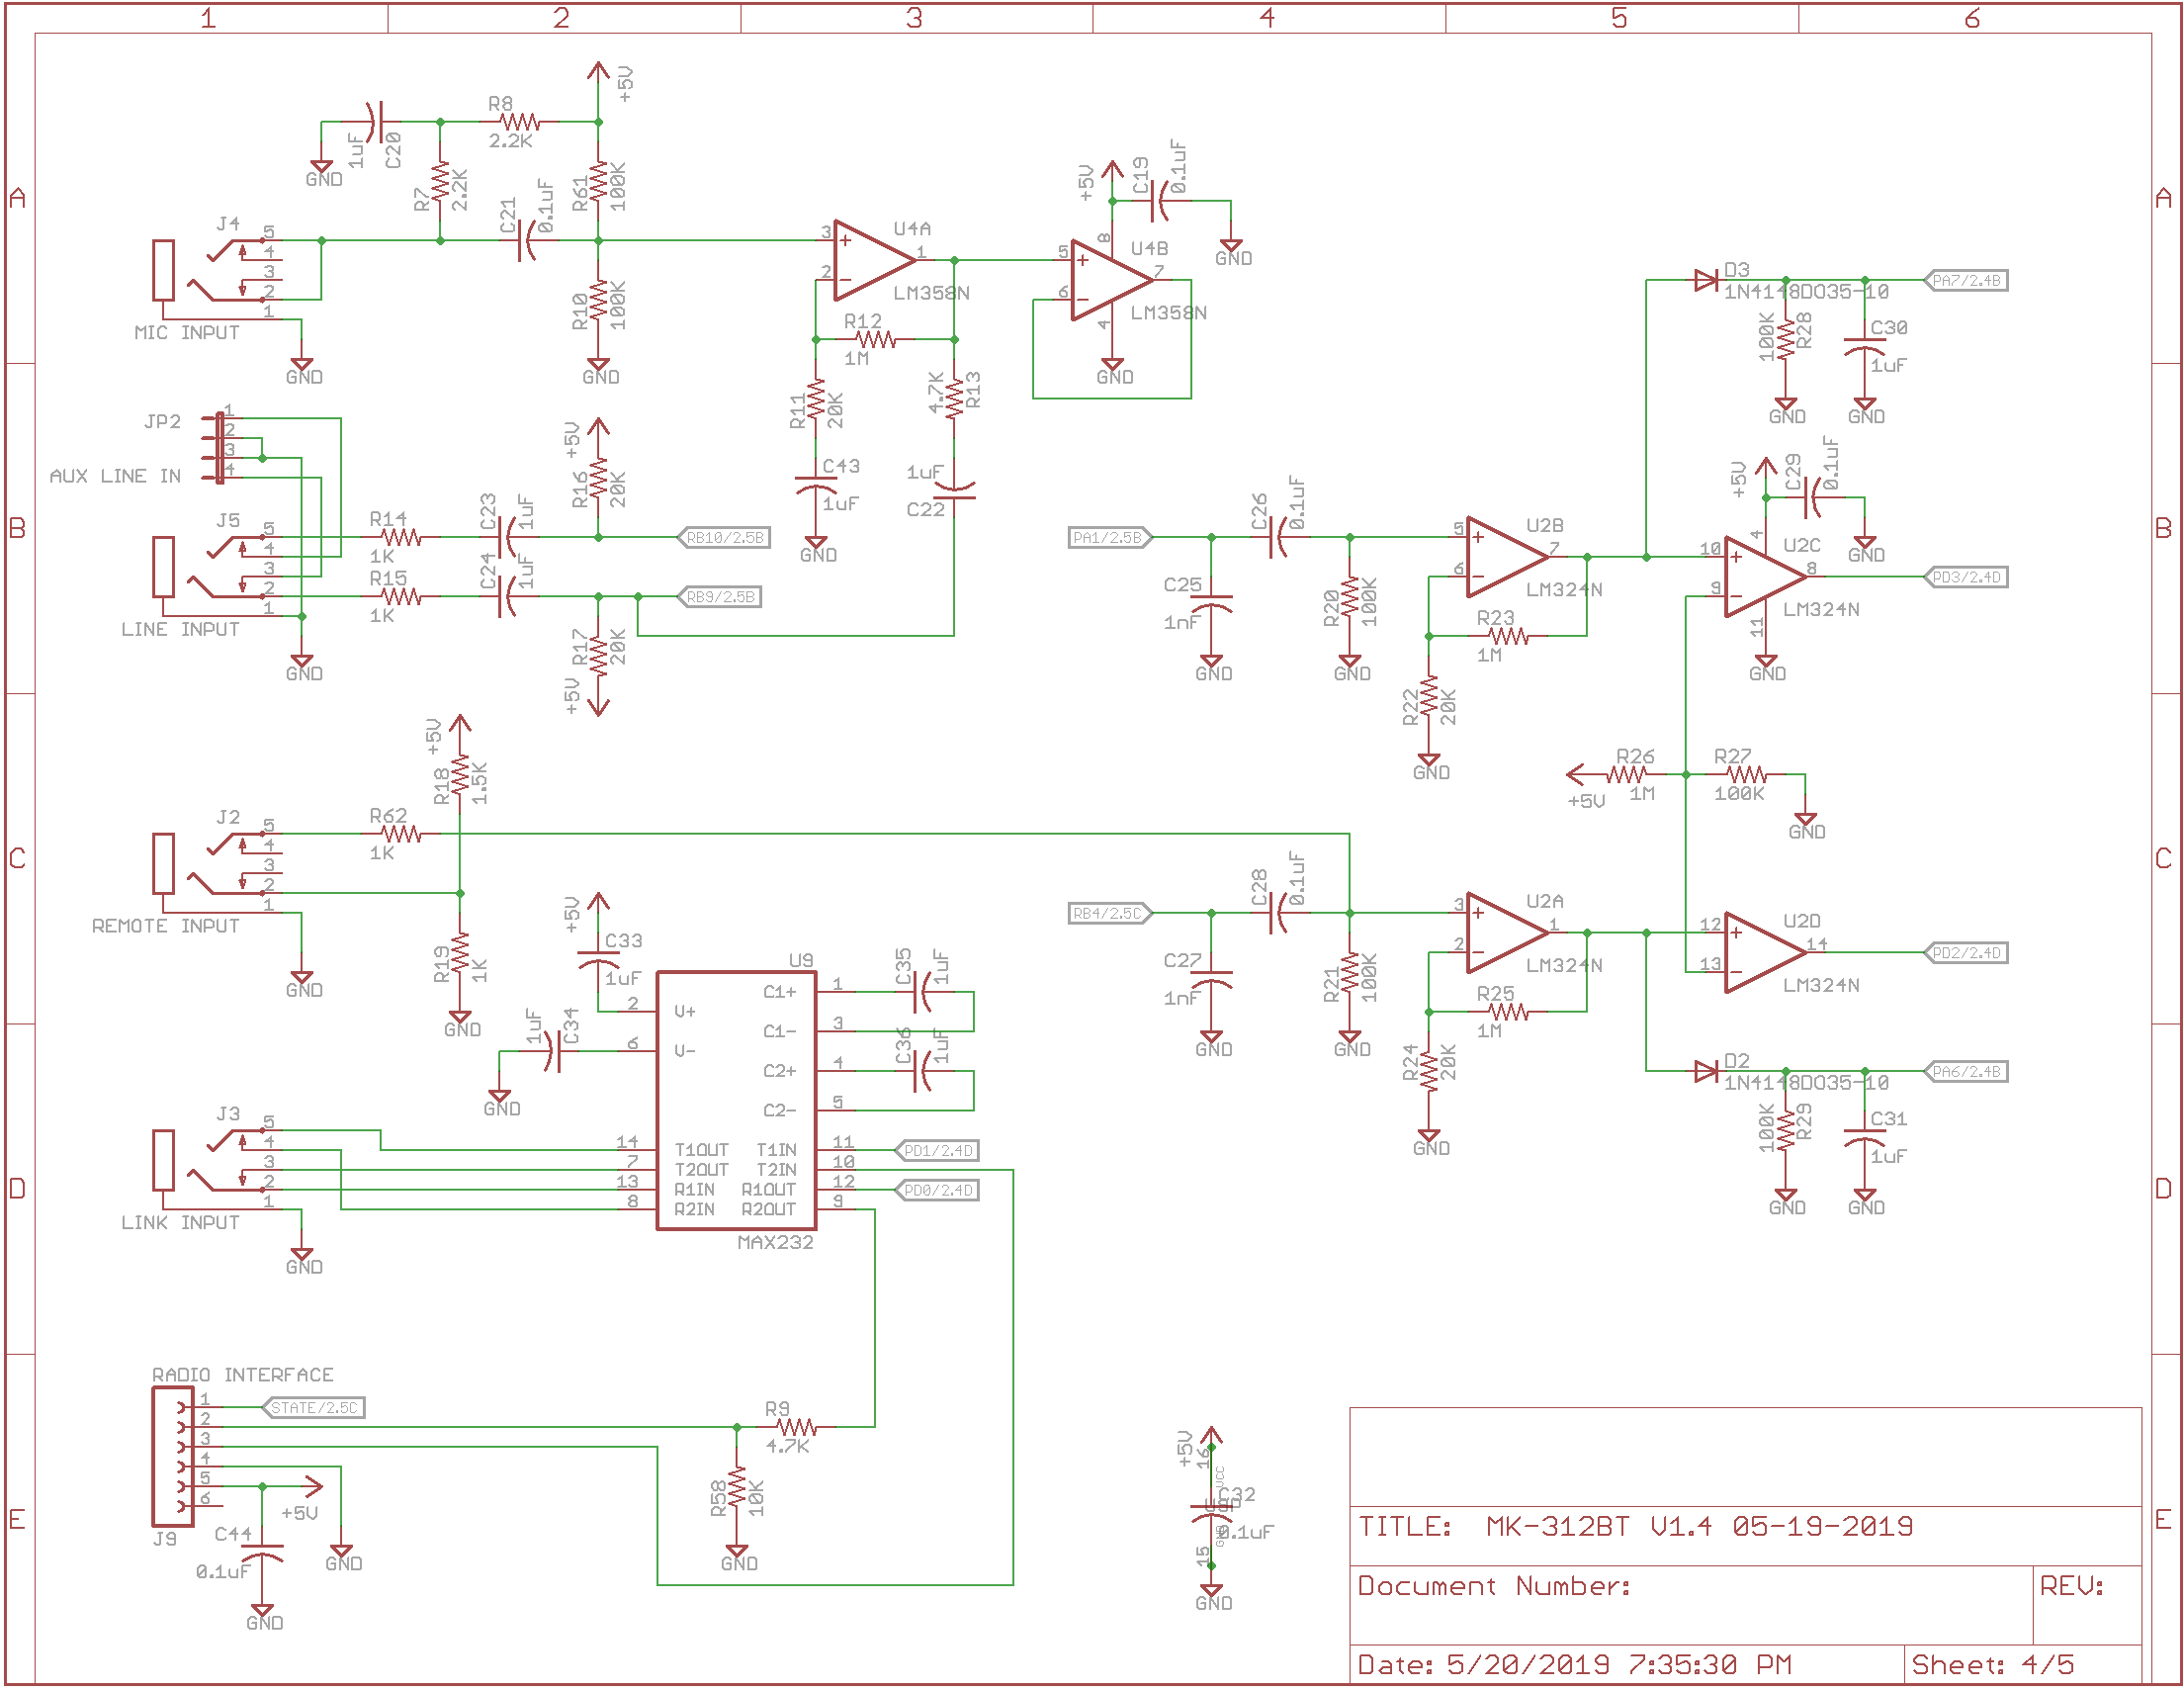 1 2 3 4 5 6
A A
B B
C C
D D
E E
+5V
R8
2.2K
1uF
C20
GND
R7
2.2K
C21
0.1uF
R61
100K
R10
100K
GND
J4
5
4
3
2
1
MIC INPUT
GND
U4A
3
2
1
LM358N
R12
1M
R11
20K
C43
1uF
GND
4.7K
R13
1uF
C22
+5V
C19
0.1uF
GND
U4B
5
6
7
8
4
LM358N
GND
JP2
1
2
3
4
AUX LINE IN
J5
5
4
3
2
1
LINE INPUT
GND
R14
1K
R15
1K
C23
1uF
C24
1uF
+5V
R16
20K
RB10/2.5B
RB9/2.5B
R17
20K
+5V
PA1/2.5B
C26
0.1uF
C25
1nF
GND
R20
100K
GND
U2B
5
6
7
LM324N
R23
1M
R22
20K
GND
D3
1N4148DO35-10
PA7/2.4B
100K
R28
GND
C30
1uF
GND
+5V
C29
0.1uF
GND
U2C
10
9
8
4
11
LM324N
GND
PD3/2.4D
R26
1M
+5V
R27
100K
GND
+5V
R18
1.5K
J2
5
4
3
2
1
REMOTE INPUT
GND
R62
1K
R19
1K
GND
RB4/2.5C
C28
0.1uF
C27
1nF
GND
R21
100K
GND
U2A
3
2
1
LM324N
R25
1M
R24
20K
GND
U2D
12
13
14
LM324N
PD2/2.4D
D2
1N4148DO35-10
PA6/2.4B
100K
R29
GND
C31
1uF
GND
+5V
C33
1uF
1uF
C34
GND
U9
2 V+
6 V-
C1+ 1
C1- 3
C2+ 4
C2- 5
C35
1uF
C36
1uF
14 T1OUT T1IN 11
7 T2OUT T2IN 10
13 R1IN R1OUT 12
8 R2IN R2OUT 9
MAX232
PD1/2.4D
PD0/2.4D
J3
5
4
3
2
1
LINK INPUT
GND
RADIO INTERFACE
1
2
3
4
5
6
J9
STATE/2.5C
+5V
C44
0.1uF
GND
GND
R9
4.7K
R58
10K
GND
+5V
16
VCC
C32
0.1uF
15
GND
TITLE: MK-312BT V1.4 05-19-2019
Document Number:
REV:
Date: 5/20/2019 7:35:30 PM
Sheet: 4/5